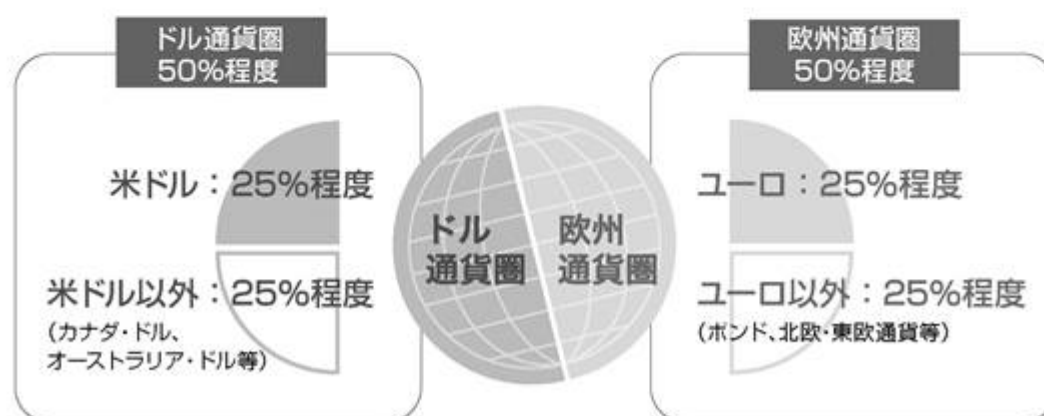 ドル通貨圏
50%程度
米ドル：25%程度
米ドル以外：25%程度
（カナダ・ドル、
オーストラリア・ドル等）
ドル
通貨圏
欧州
通貨圏
欧州通貨圏
50%程度
ユーロ：25%程度
ユーロ以外：25%程度
（ポンド、北欧・東欧通貨等）